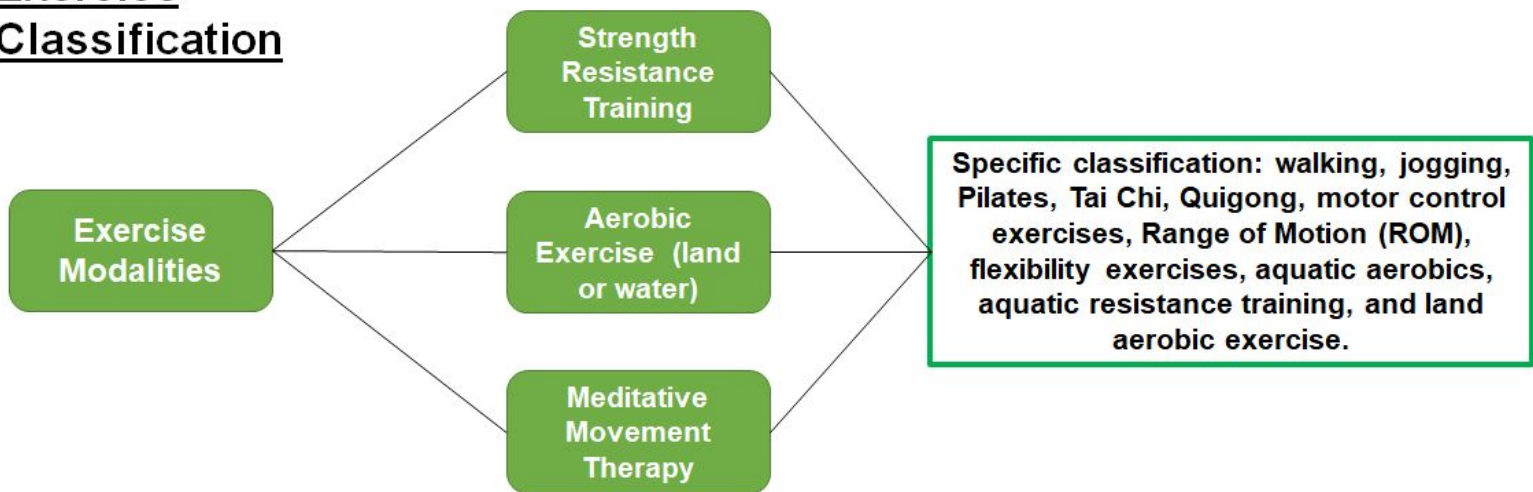 Classification
Strength
Resistance
Training
Exercise
Modalities
Aerobic
Exercise (land
or water)
Meditative
Movement
Therapy
Specific classification: walking, jogging,
Pilates, Tai Chi, Quigong, motor control
exercises, Range of Motion (ROM),
flexibility exercises, aquatic aerobics,
aquatic resistance training, and land
aerobic exercise.